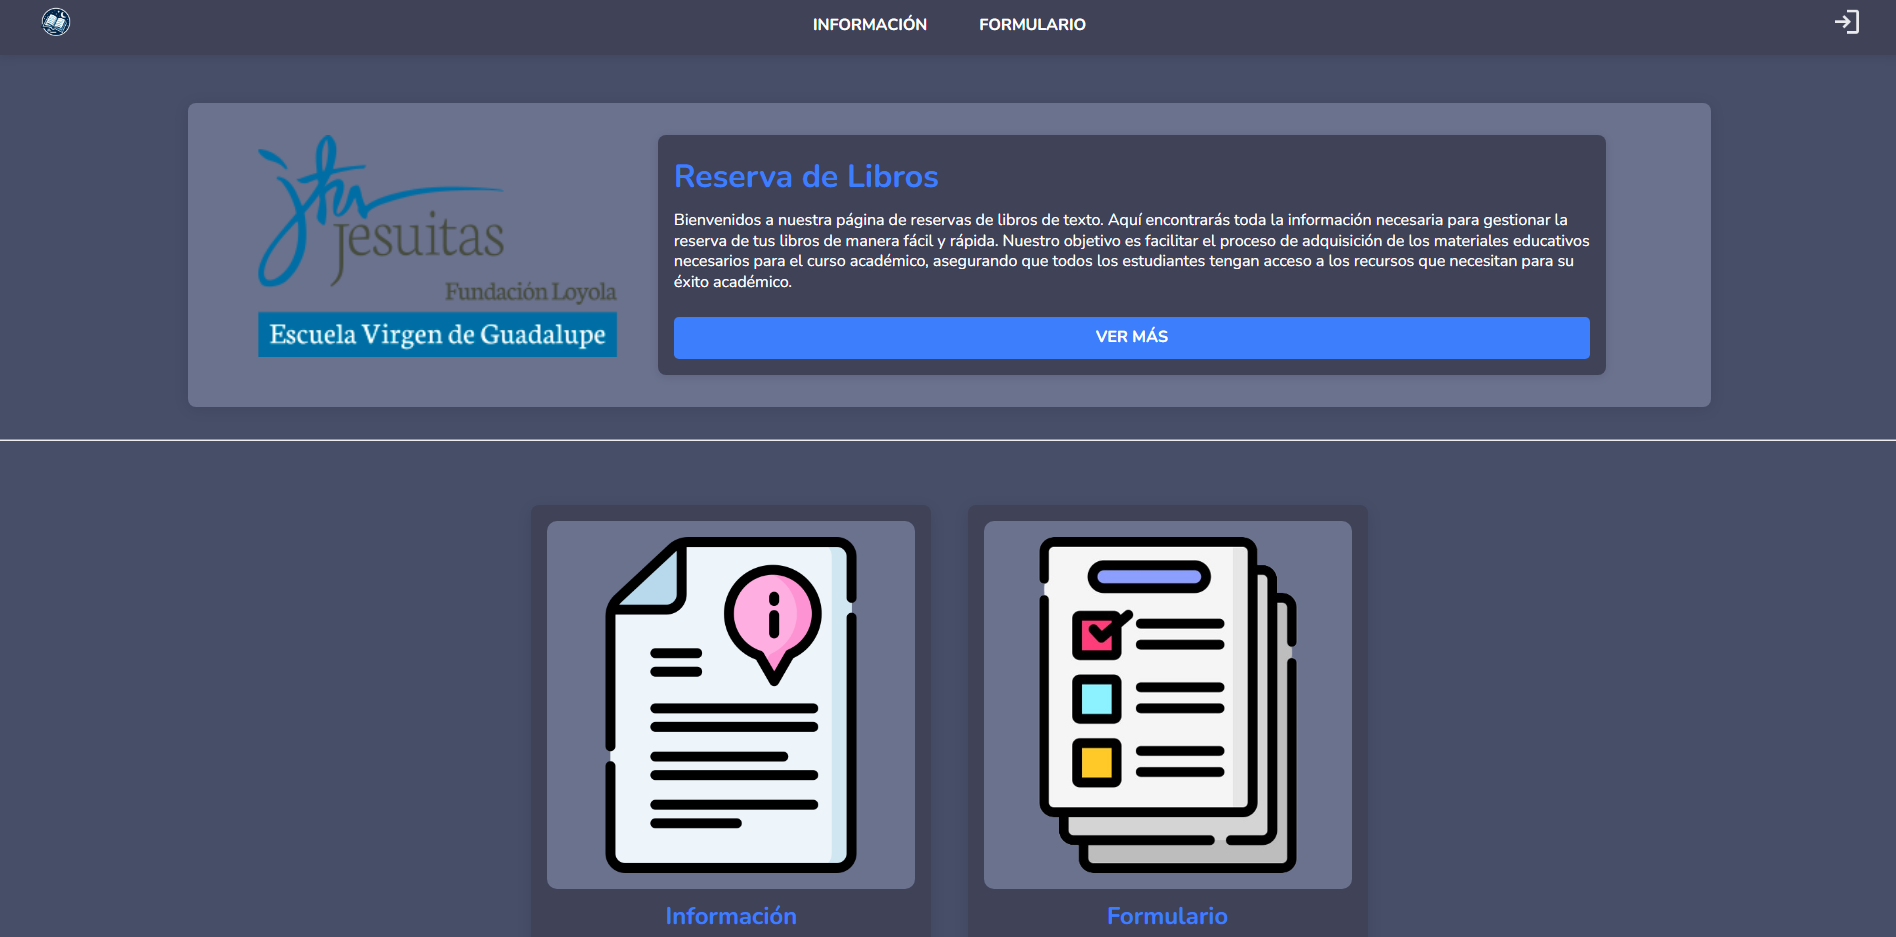 INFORMACIÓN
FORMULARIO
Jesuitas
Fundación Loyola
Escuela Virgen de Guadalupe
Reserva de Libros
Bienvenidos a nuestra página de reservas de libros de texto. Aquí encontrarás toda la información necesaria para gestionar la
reserva de tus libros de manera fácil y rápida. Nuestro objetivo es facilitar el proceso de adquisición de los materiales educativos
necesarios para el curso académico, asegurando que todos los estudiantes tengan acceso a los recursos que necesitan para su
éxito académico.
VER MÁS
i
Información
Formulario